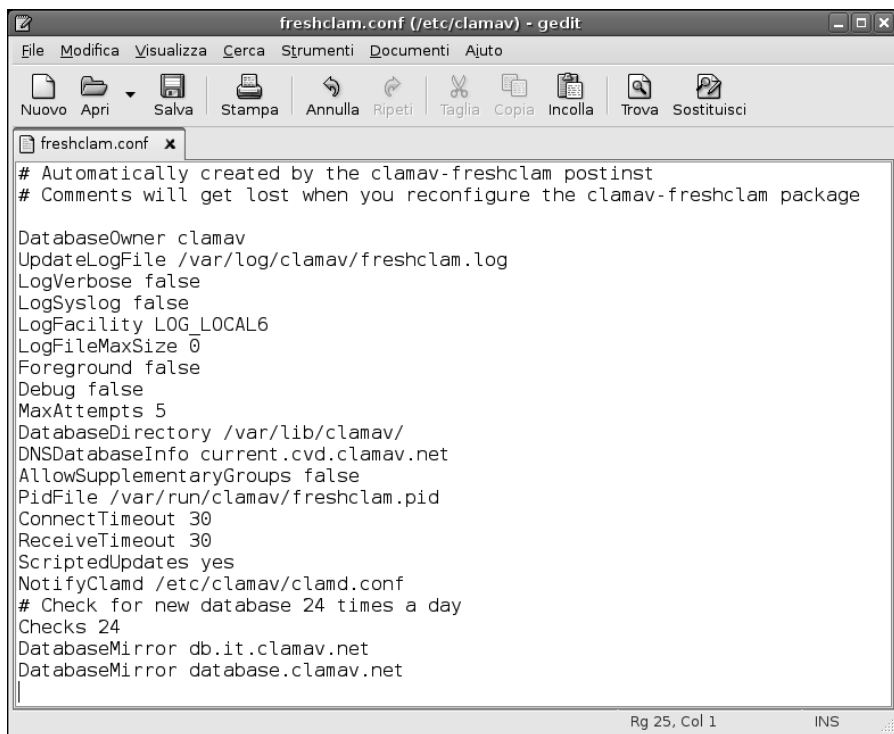 freshclam.conf (/etc/clamav) - gedit
File Modifica Visualizza Cerca Strumenti Documenti Aiuto
Nuovo Apri Salva Stampa Annulla Ripeti Taglia Copia Incolla Trova Sostituisci
freshclam.conf
# Automatically created by the clamav-freshclam postinst
# Comments will get lost when you reconfigure the clamav-freshclam package

DatabaseOwner clamav
UpdateLogFile /var/log/clamav/freshclam.log
LogVerbose false
LogSyslog false
LogFacility LOG_LOCAL6
LogFileMaxSize 0
Foreground false
Debug false
MaxAttempts 5
DatabaseDirectory /var/lib/clamav/
DNSDatabaseInfo current.cvd.clamav.net
AllowSupplementaryGroups false
PidFile /var/run/clamav/freshclam.pid
ConnectTimeout 30
ReceiveTimeout 30
ScriptedUpdates yes
NotifyClamd /etc/clamav/clamd.conf
# Check for new database 24 times a day
Checks 24
DatabaseMirror db.it.clamav.net
DatabaseMirror database.clamav.net
Rg 25, Col 1 INS